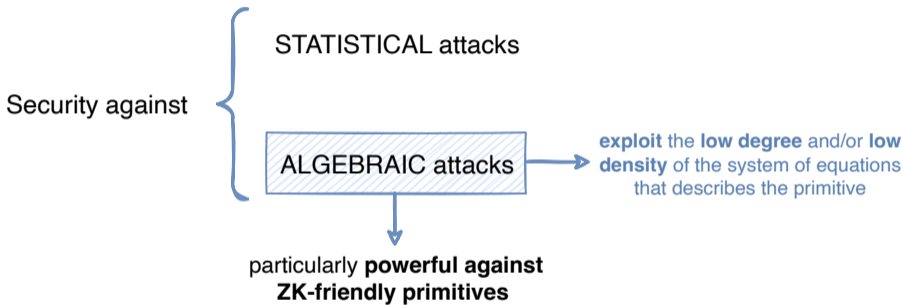 STATISTICAL attacks
Security against
ALGEBRAIC attacks
exploit the low degree and/or low
density of the system of equations
that describes the primitive
particularly powerful against
ZK-friendly primitives